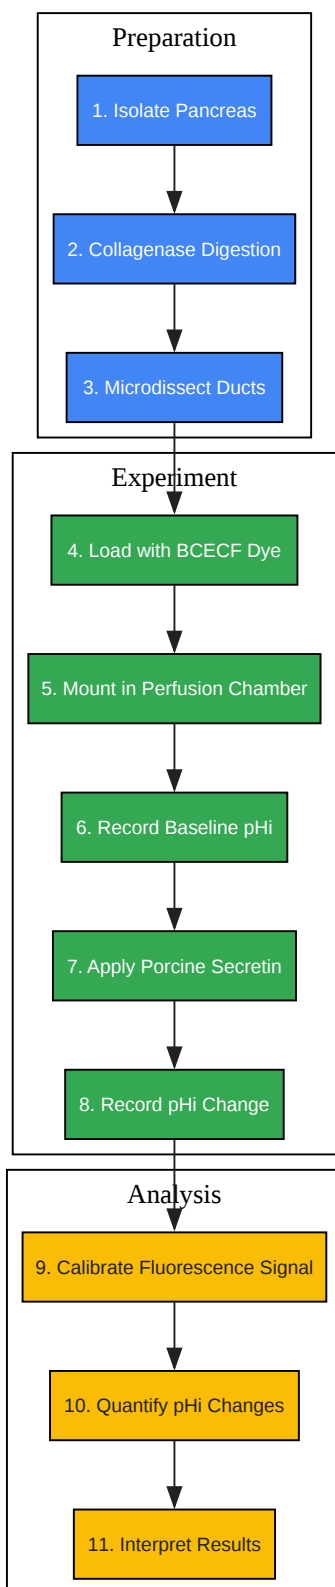 Preparation
1. Isolate Pancreas
2. Collagenase Digestion
3. Microdissect Ducts
Experiment
4. Load with BCECF Dye
5. Mount in Perfusion Chamber
6. Record Baseline pHi
7. Apply Porcine Secretin
8. Record pHi Change
Analysis
9. Calibrate Fluorescence Signal
10. Quantify pHi Changes
11. Interpret Results